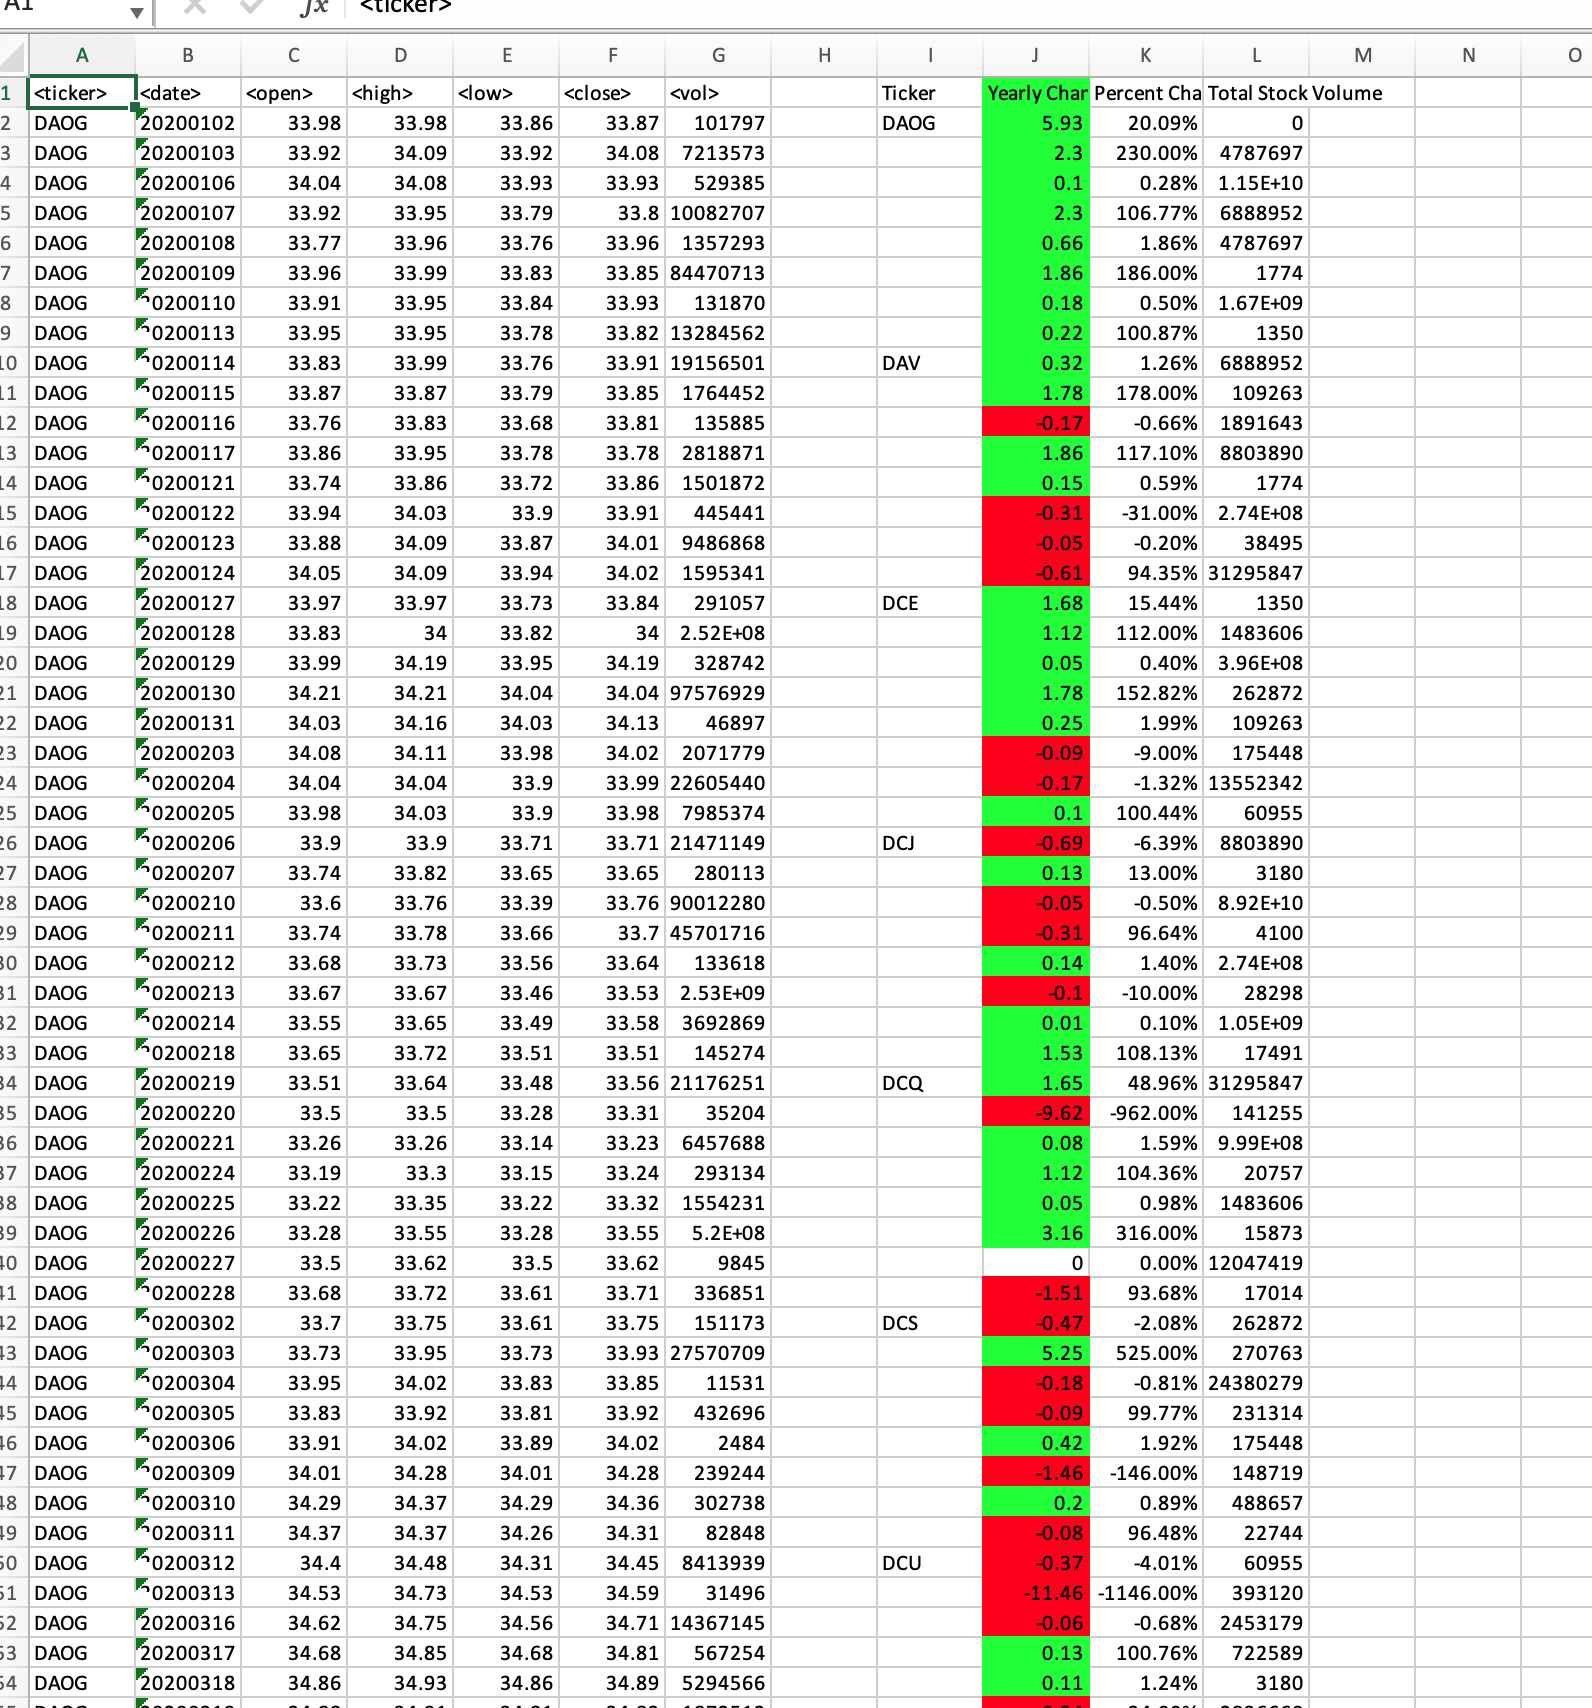 A1 fx <ticker>
A B C D E F G H I J K L M N O
1 <ticker> <date> <open> <high> <low> <close> <vol> Ticker Yearly Char Percent Cha Total Stock Volume
2 DAOG 20200102 33.98 33.98 33.86 33.87 101797 DAOG 5.93 20.09% 0
3 DAOG 20200103 33.92 34.09 33.92 34.08 7213573 2.3 230.00% 4787697
4 DAOG 20200106 34.04 34.08 33.93 33.93 529385 0.1 0.28% 1.15E+10
5 DAOG 20200107 33.92 33.95 33.79 33.8 10082707 2.3 106.77% 6888952
6 DAOG 20200108 33.77 33.96 33.76 33.96 1357293 0.66 1.86% 4787697
7 DAOG 20200109 33.96 33.99 33.83 33.85 84470713 1.86 186.00% 1774
8 DAOG 20200110 33.91 33.95 33.84 33.93 131870 0.18 0.50% 1.67E+09
9 DAOG 20200113 33.95 33.95 33.78 33.82 13284562 0.22 100.87% 1350
10 DAOG 20200114 33.83 33.99 33.76 33.91 19156501 DAV 0.32 1.26% 6888952
11 DAOG 20200115 33.87 33.87 33.79 33.85 1764452 1.78 178.00% 109263
12 DAOG 20200116 33.76 33.83 33.68 33.81 135885 -0.17 -0.66% 1891643
13 DAOG 20200117 33.86 33.95 33.78 33.78 2818871 1.86 117.10% 8803890
14 DAOG 20200121 33.74 33.86 33.72 33.86 1501872 0.15 0.59% 1774
15 DAOG 20200122 33.94 34.03 33.9 33.91 445441 -0.31 -31.00% 2.74E+08
16 DAOG 20200123 33.88 34.09 33.87 34.01 9486868 -0.05 -0.20% 38495
17 DAOG 20200124 34.05 34.09 33.94 34.02 1595341 -0.61 94.35% 31295847
18 DAOG 20200127 33.97 33.97 33.73 33.84 291057 DCE 1.68 15.44% 1350
19 DAOG 20200128 33.83 34 33.82 34 2.52E+08 1.12 112.00% 1483606
20 DAOG 20200129 33.99 34.19 33.95 34.19 328742 0.05 0.40% 3.96E+08
21 DAOG 20200130 34.21 34.21 34.04 34.04 97576929 1.78 152.82% 262872
22 DAOG 20200131 34.03 34.16 34.03 34.13 46897 0.25 1.99% 109263
23 DAOG 20200203 34.08 34.11 33.98 34.02 2071779 -0.09 -9.00% 175448
24 DAOG 20200204 34.04 34.04 33.9 33.99 22605440 -0.17 -1.32% 13552342
25 DAOG 20200205 33.98 34.03 33.9 33.98 7985374 0.1 100.44% 60955
26 DAOG 20200206 33.9 33.9 33.71 33.71 21471149 DCJ -0.69 -6.39% 8803890
27 DAOG 20200207 33.74 33.82 33.65 33.65 280113 0.13 13.00% 3180
28 DAOG 20200210 33.6 33.76 33.39 33.76 90012280 -0.05 -0.50% 8.92E+10
29 DAOG 20200211 33.74 33.78 33.66 33.7 45701716 -0.31 96.64% 4100
30 DAOG 20200212 33.68 33.73 33.56 33.64 133618 0.14 1.40% 2.74E+08
31 DAOG 20200213 33.67 33.67 33.46 33.53 2.53E+09 -0.1 -10.00% 28298
32 DAOG 20200214 33.55 33.65 33.49 33.58 3692869 0.01 0.10% 1.05E+09
33 DAOG 20200218 33.65 33.72 33.51 33.51 145274 1.53 108.13% 17491
34 DAOG 20200219 33.51 33.64 33.48 33.56 21176251 DCQ 1.65 48.96% 31295847
35 DAOG 20200220 33.5 33.5 33.28 33.31 35204 -9.62 -962.00% 141255
36 DAOG 20200221 33.26 33.26 33.14 33.23 6457688 0.08 1.59% 9.99E+08
37 DAOG 20200224 33.19 33.3 33.15 33.24 293134 1.12 104.36% 20757
38 DAOG 20200225 33.22 33.35 33.22 33.32 1554231 0.05 0.98% 1483606
39 DAOG 20200226 33.28 33.55 33.28 33.55 5.2E+08 3.16 316.00% 15873
40 DAOG 20200227 33.5 33.62 33.5 33.62 9845 0 0.00% 12047419
41 DAOG 20200228 33.68 33.72 33.61 33.71 336851 -1.51 93.68% 17014
42 DAOG 20200302 33.7 33.75 33.61 33.75 151173 DCS -0.47 -2.08% 262872
43 DAOG 20200303 33.73 33.95 33.73 33.93 27570709 5.25 525.00% 270763
44 DAOG 20200304 33.95 34.02 33.83 33.85 11531 -0.18 -0.81% 24380279
45 DAOG 20200305 33.83 33.92 33.81 33.92 432696 -0.09 99.77% 231314
46 DAOG 20200306 33.91 34.02 33.89 34.02 2484 0.42 1.92% 175448
47 DAOG 20200309 34.01 34.28 34.01 34.28 239244 -1.46 -146.00% 148719
48 DAOG 20200310 34.29 34.37 34.29 34.36 302738 0.2 0.89% 488657
49 DAOG 20200311 34.37 34.37 34.26 34.31 82848 -0.08 96.48% 22744
50 DAOG 20200312 34.4 34.48 34.31 34.45 8413939 DCU -0.37 -4.01% 60955
51 DAOG 20200313 34.53 34.73 34.53 34.59 31496 -11.46 -1146.00% 393120
52 DAOG 20200316 34.62 34.75 34.56 34.71 14367145 -0.06 -0.68% 2453179
53 DAOG 20200317 34.68 34.85 34.68 34.81 567254 0.13 100.76% 722589
54 DAOG 20200318 34.86 34.93 34.86 34.89 5294566 0.11 1.24% 3180